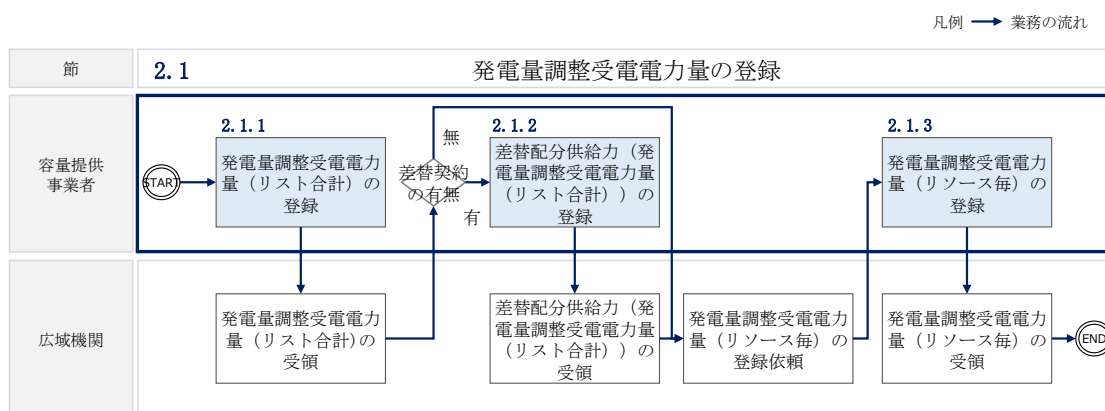 凡例 業務の流れ
節
2.1 発電量調整受電電力量の登録
容量提供
事業者
START
2.1.1
発電量調整受電電力
量（リスト合計）の
登録
差替契約
の有無
無
有
2.1.2
差替配分供給力（発
電量調整受電電力量
（リスト合計））の
登録
2.1.3
発電量調整受電電力
量（リソース毎）の
登録
広域機関
発電量調整受電電力
量（リスト合計)の
受領
差替配分供給力（発
電量調整受電電力量
（リスト合計））の
受領
発電量調整受電電力
量（リソース毎）の
登録依頼
発電量調整受電電力
量（リソース毎）の
受領
END